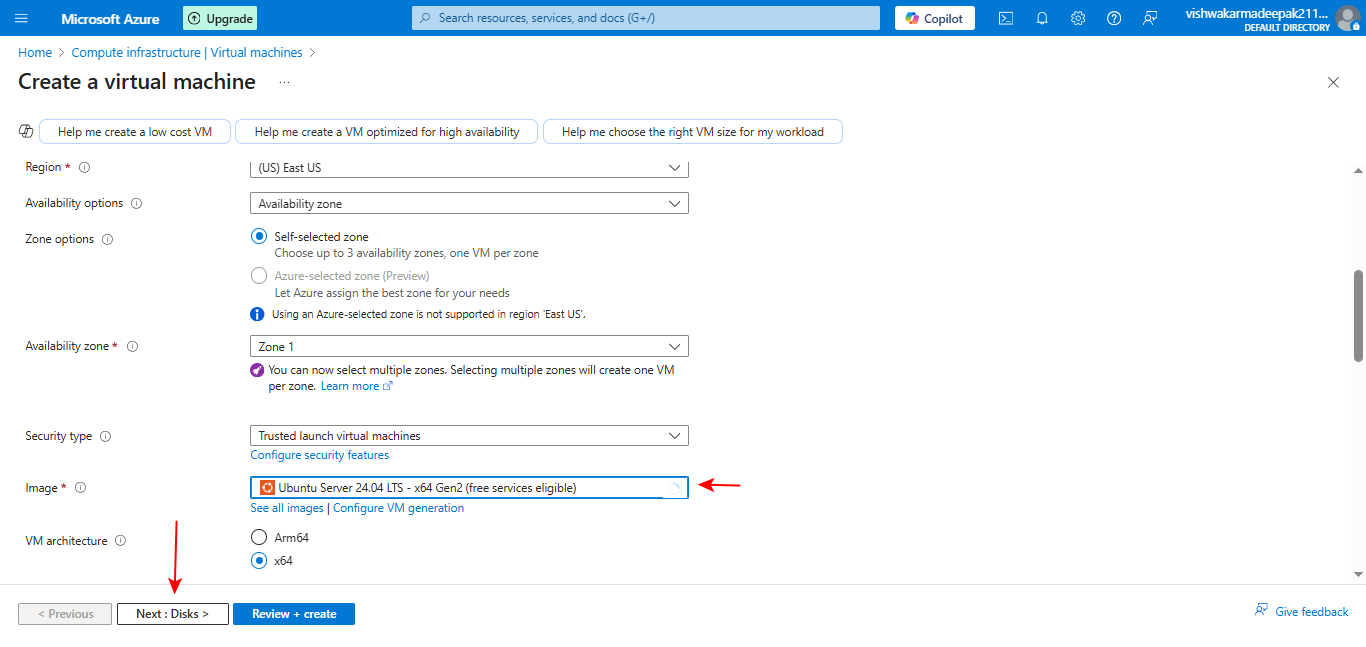 Microsoft Azure
Upgrade
Search resources, services, and docs (G+/)
Copilot
vishwakarmadeepak211...
DEFAULT DIRECTORY
Home > Compute infrastructure | Virtual machines >
Create a virtual machine ...
Help me create a low cost VM
Help me create a VM optimized for high availability
Help me choose the right VM size for my workload
Region *
(US) East US
Availability options
Availability zone
Zone options
Self-selected zone
Choose up to 3 availability zones, one VM per zone
Azure-selected zone (Preview)
Let Azure assign the best zone for your needs
Using an Azure-selected zone is not supported in region 'East US'.
Availability zone *
Zone 1
You can now select multiple zones. Selecting multiple zones will create one VM
per zone. Learn more
Security type
Trusted launch virtual machines
Configure security features
Image *
Ubuntu Server 24.04 LTS - x64 Gen2 (free services eligible)
See all images | Configure VM generation
VM architecture
Arm64
x64
< Previous
Next : Disks >
Review + create
Give feedback